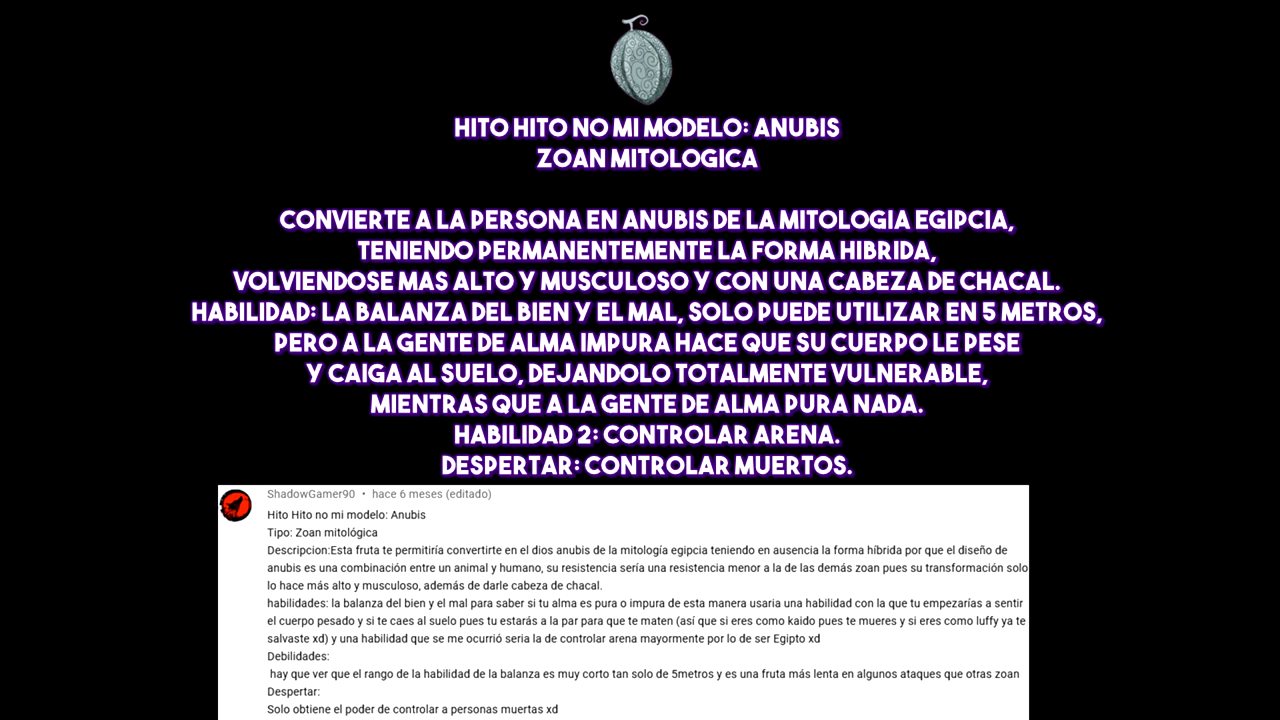 HITO HITO NO MI MODELO: ANUBIS
ZOAN MITOLOGICA
CONVIERTE A LA PERSONA EN ANUBIS DE LA MITOLOGIA EGIPCIA,
TENIENDO PERMANENTEMENTE LA FORMA HIBRIDA,
VOLVIENDOSE MAS ALTO Y MUSCULOSO Y CON UNA CABEZA DE CHACAL.
HABILIDAD: LA BALANZA DEL BIEN Y EL MAL, SOLO PUEDE UTILIZAR EN 5 METROS,
PERO A LA GENTE DE ALMA IMPURA HACE QUE SU CUERPO LE PESE
Y CAIGA AL SUELO, DEJANDOLO TOTALMENTE VULNERABLE,
MIENTRAS QUE A LA GENTE DE ALMA PURA NADA.
HABILIDAD 2: CONTROLAR ARENA.
DESPERTAR: CONTROLAR MUERTOS.
ShadowGamer90 • hace 6 meses (editado)
Hito Hito no mi modelo: Anubis
Tipo: Zoan mitológica
Descripcion:Esta fruta te permitiría convertirte en el dios anubis de la mitología egipcia teniendo en ausencia la forma híbrida por que el diseño de
anubis es una combinación entre un animal y humano, su resistencia sería una resistencia menor a la de las demás zoan pues su transformación solo
lo hace más alto y musculoso, además de darle cabeza de chacal.
habilidades: la balanza del bien y el mal para saber si tu alma es pura o impura de esta manera usaria una habilidad con la que tu empezarías a sentir
el cuerpo pesado y si te caes al suelo pues tu estarás a la par para que te maten (así que si eres como kaido pues te mueres y si eres como luffy ya te
salvaste xd) y una habilidad que se me ocurrió seria la de controlar arena mayormente por lo de ser Egipto xd
Debilidades:
hay que ver que el rango de la habilidad de la balanza es muy corto tan solo de 5metros y es una fruta más lenta en algunos ataques que otras zoan
Despertar:
Solo obtiene el poder de controlar a personas muertas xd